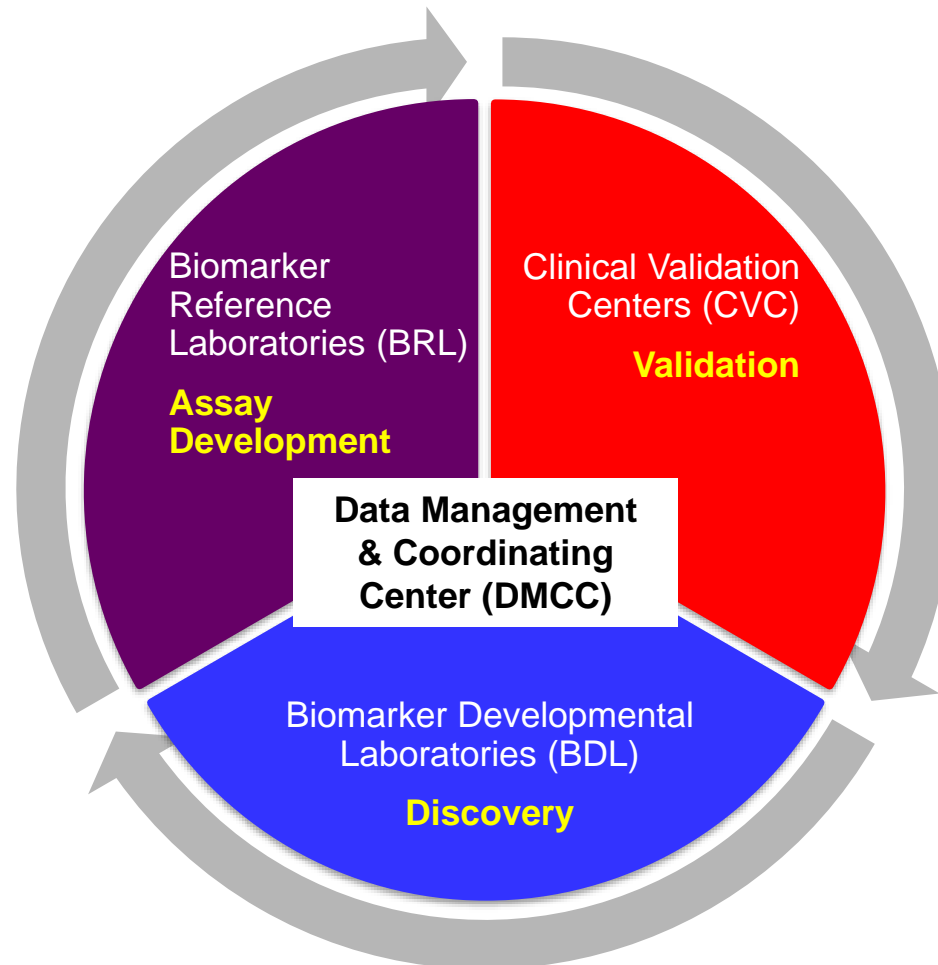 Biomarker
Reference
Laboratories (BRL)
Assay
Development
Clinical Validation
Centers (CVC)
Validation
Data Management
& Coordinating
Center (DMCC)
Biomarker Developmental
Laboratories (BDL)
Discovery